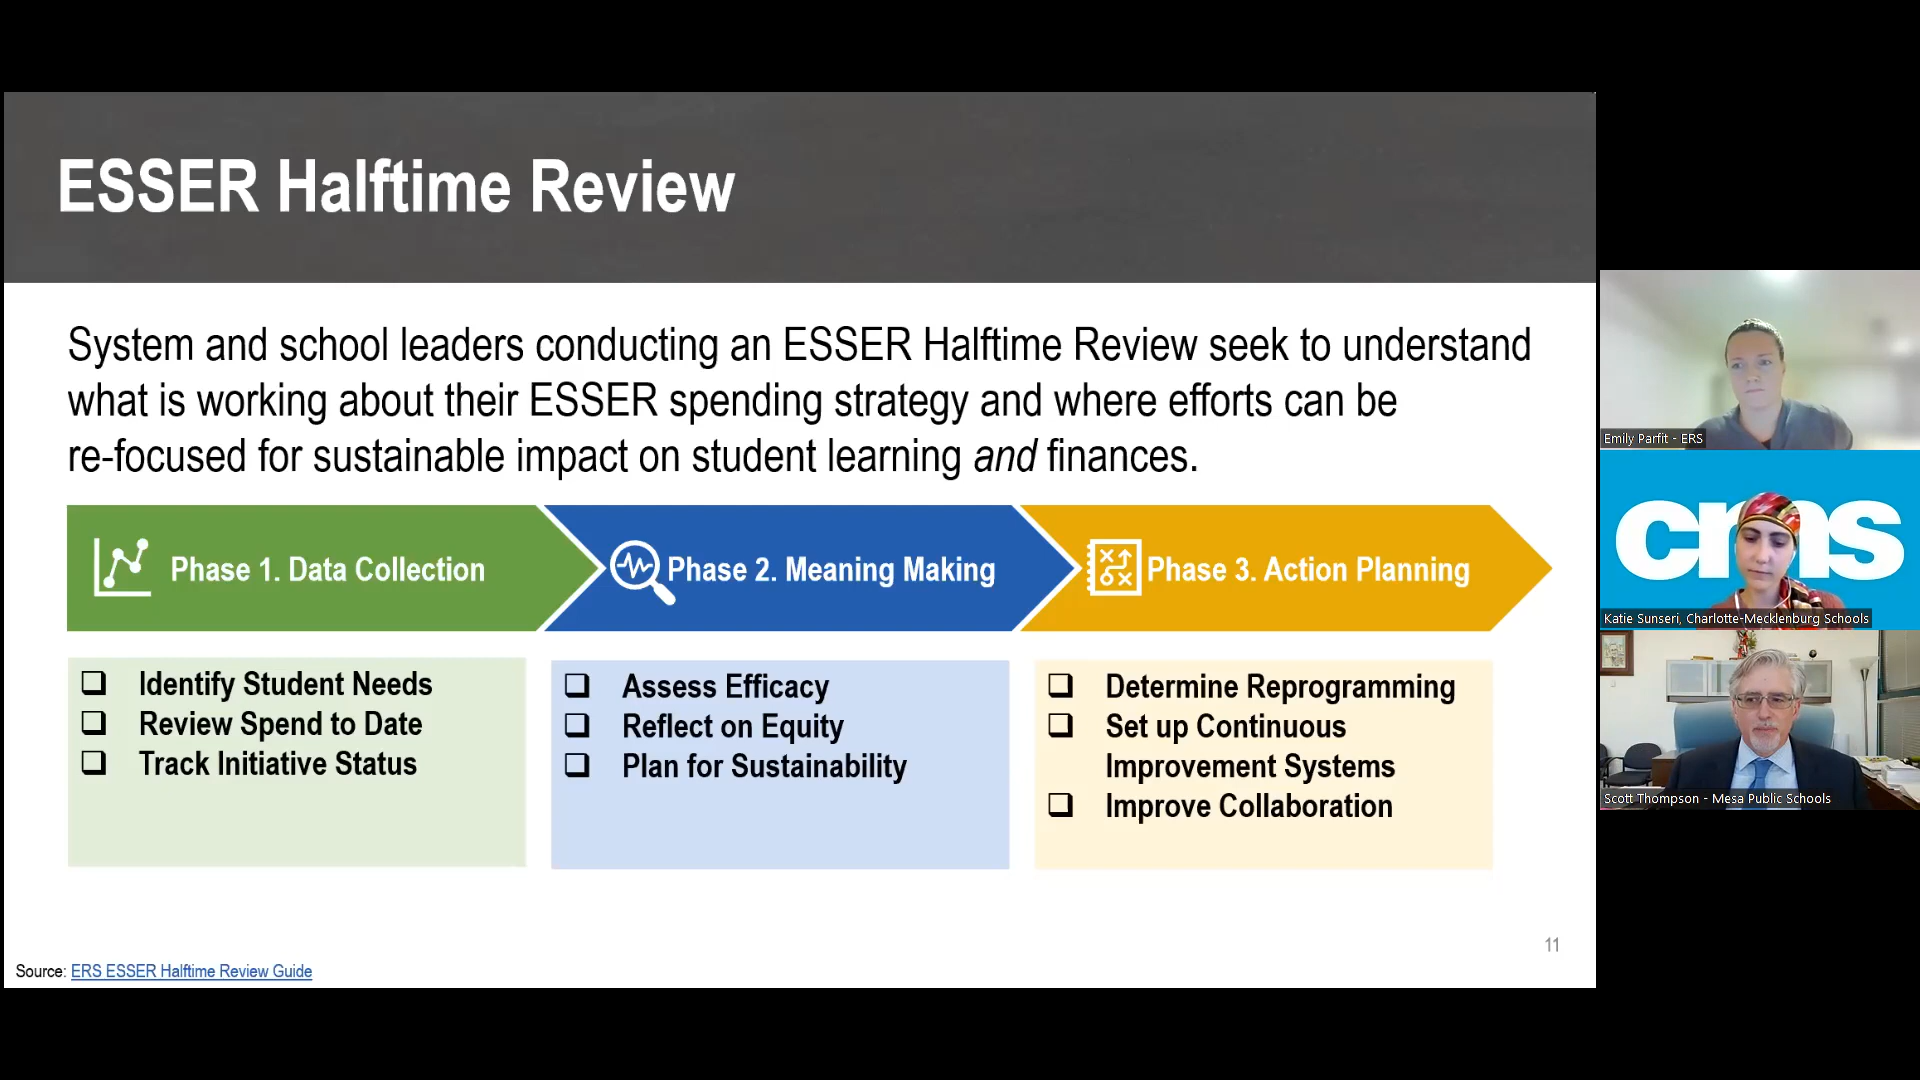 ESSER Halftime Review
System and school leaders conducting an ESSER Halftime Review seek to understand
what is working about their ESSER spending strategy and where efforts can be
re-focused for sustainable impact on student learning and finances.
Phase 1. Data Collection
Phase 2. Meaning Making
Phase 3. Action Planning
Identify Student Needs
Review Spend to Date
Track Initiative Status
Assess Efficacy
Reflect on Equity
Plan for Sustainability
Determine Reprogramming
Set up Continuous
Improvement Systems
Improve Collaboration
11
Source: ERS ESSER Halftime Review Guide
Emily Parfit - ERS
cms
Katie Sunseri, Charlotte-Mecklenburg Schools
Scott Thompson - Mesa Public Schools